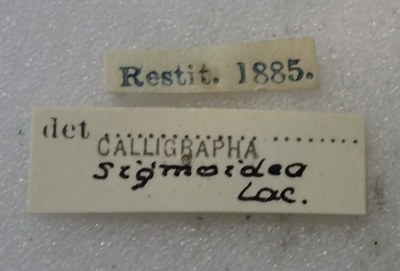 Restit. 1885.
det ........................
CALLIGRAPHA
sigmoidea
Lac.